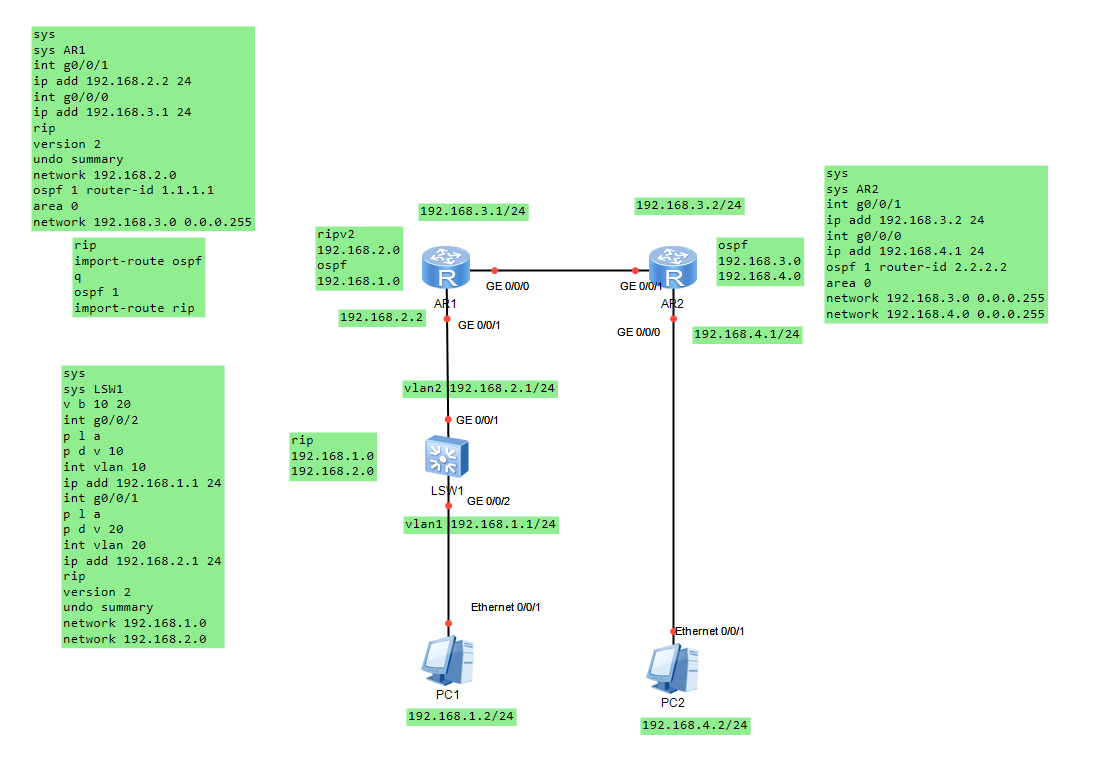 sys
sys AR1
int g0/0/1
ip add 192.168.2.2 24
int g0/0/0
ip add 192.168.3.1 24
rip
version 2
undo summary
network 192.168.2.0
ospf 1 router-id 1.1.1.1
area 0
network 192.168.3.0 0.0.0.255
rip
import-route ospf
q
ospf 1
import-route rip
sys
sys LSW1
v b 10 20
int g0/0/2
p l a
p d v 10
int vlan 10
ip add 192.168.1.1 24
int g0/0/1
p l a
p d v 20
int vlan 20
ip add 192.168.2.1 24
rip
version 2
undo summary
network 192.168.1.0
network 192.168.2.0
192.168.3.1/24
192.168.3.2/24
ripv2
192.168.2.0
ospf
192.168.1.0
R
AR1
GE 0/0/0
GE 0/0/1
R
AR2
ospf
192.168.3.0
192.168.4.0
192.168.2.2
GE 0/0/1
GE 0/0/0
192.168.4.1/24
vlan2 192.168.2.1/24
GE 0/0/1
rip
192.168.1.0
192.168.2.0
LSW1
GE 0/0/2
vlan1 192.168.1.1/24
Ethernet 0/0/1
Ethernet 0/0/1
PC1
192.168.1.2/24
PC2
192.168.4.2/24
sys
sys AR2
int g0/0/1
ip add 192.168.3.2 24
int g0/0/0
ip add 192.168.4.1 24
ospf 1 router-id 2.2.2.2
area 0
network 192.168.3.0 0.0.0.255
network 192.168.4.0 0.0.0.255